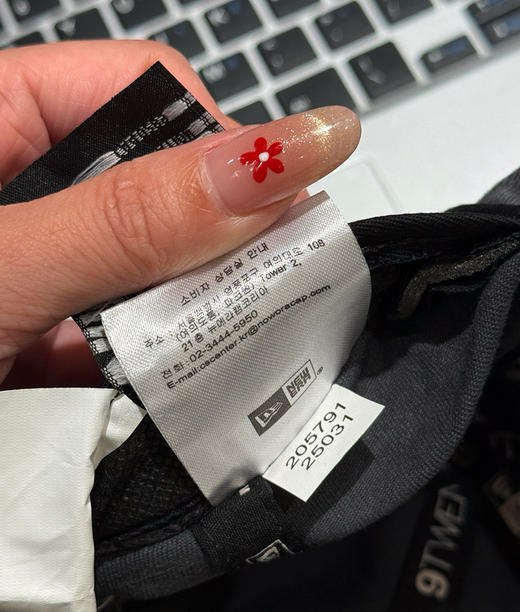 소비자 상담실 안내
주소 : 서울특별시 영등포구 여의대로 108
(여의도동, 파크원) Tower 2,
21층 뉴에라캡코리아
전화 : 02-3444-5950
E-mail:cscenter.kr@neweracap.com
NEW ERA
205791
25031
9TWEN